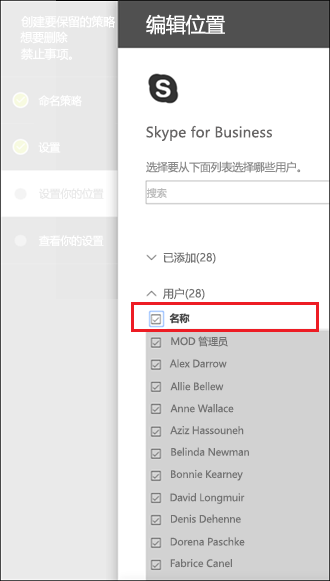 创建要保留的策略
想要删除
禁止事项。
命名策略
设置
设置你的位置
查看你的设置
编辑位置
Skype for Business
选择要从下面列表选择哪些用户。
搜索
已添加(28)
用户(28)
名称
MOD 管理员
Alex Darrow
Allie Bellew
Anne Wallace
Aziz Hassouneh
Belinda Newman
Bonnie Kearney
David Longmuir
Denis Dehenne
Dorena Paschke
Fabrice Canel